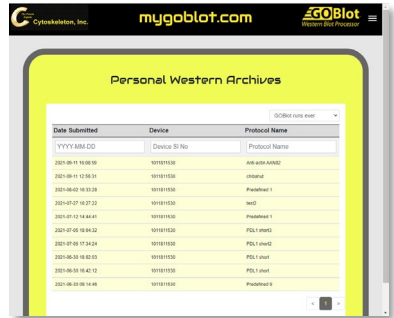 Cytoskeleton, Inc.
mygoblot.com
GOBlot
Western Blot Processor
Personal Western Archives
GOBlot runs ever
Date Submitted Device Protocol Name
YYYY-MM-DD Device Sl No Protocol Name
2021-09-11 16:09:59 1011811530 Anti-actin AAN02
2021-09-11 12:56:31 1011811530 chibahut
2021-08-02 16:33:28 1011811530 Predefined 1
2021-07-27 16:27:22 1011811530 test2
2021-07-12 14:44:41 1011811530 Predefined 1
2021-07-05 18:04:32 1011811530 PDL1 short3
2021-07-05 17:34:24 1011811530 PDL1 short2
2021-06-30 18:02:03 1011811530 PDL1 short
2021-06-30 16:42:12 1011811530 PDL1 short
2021-06-30 08:14:46 1011811530 Predefined 6
< 1 >